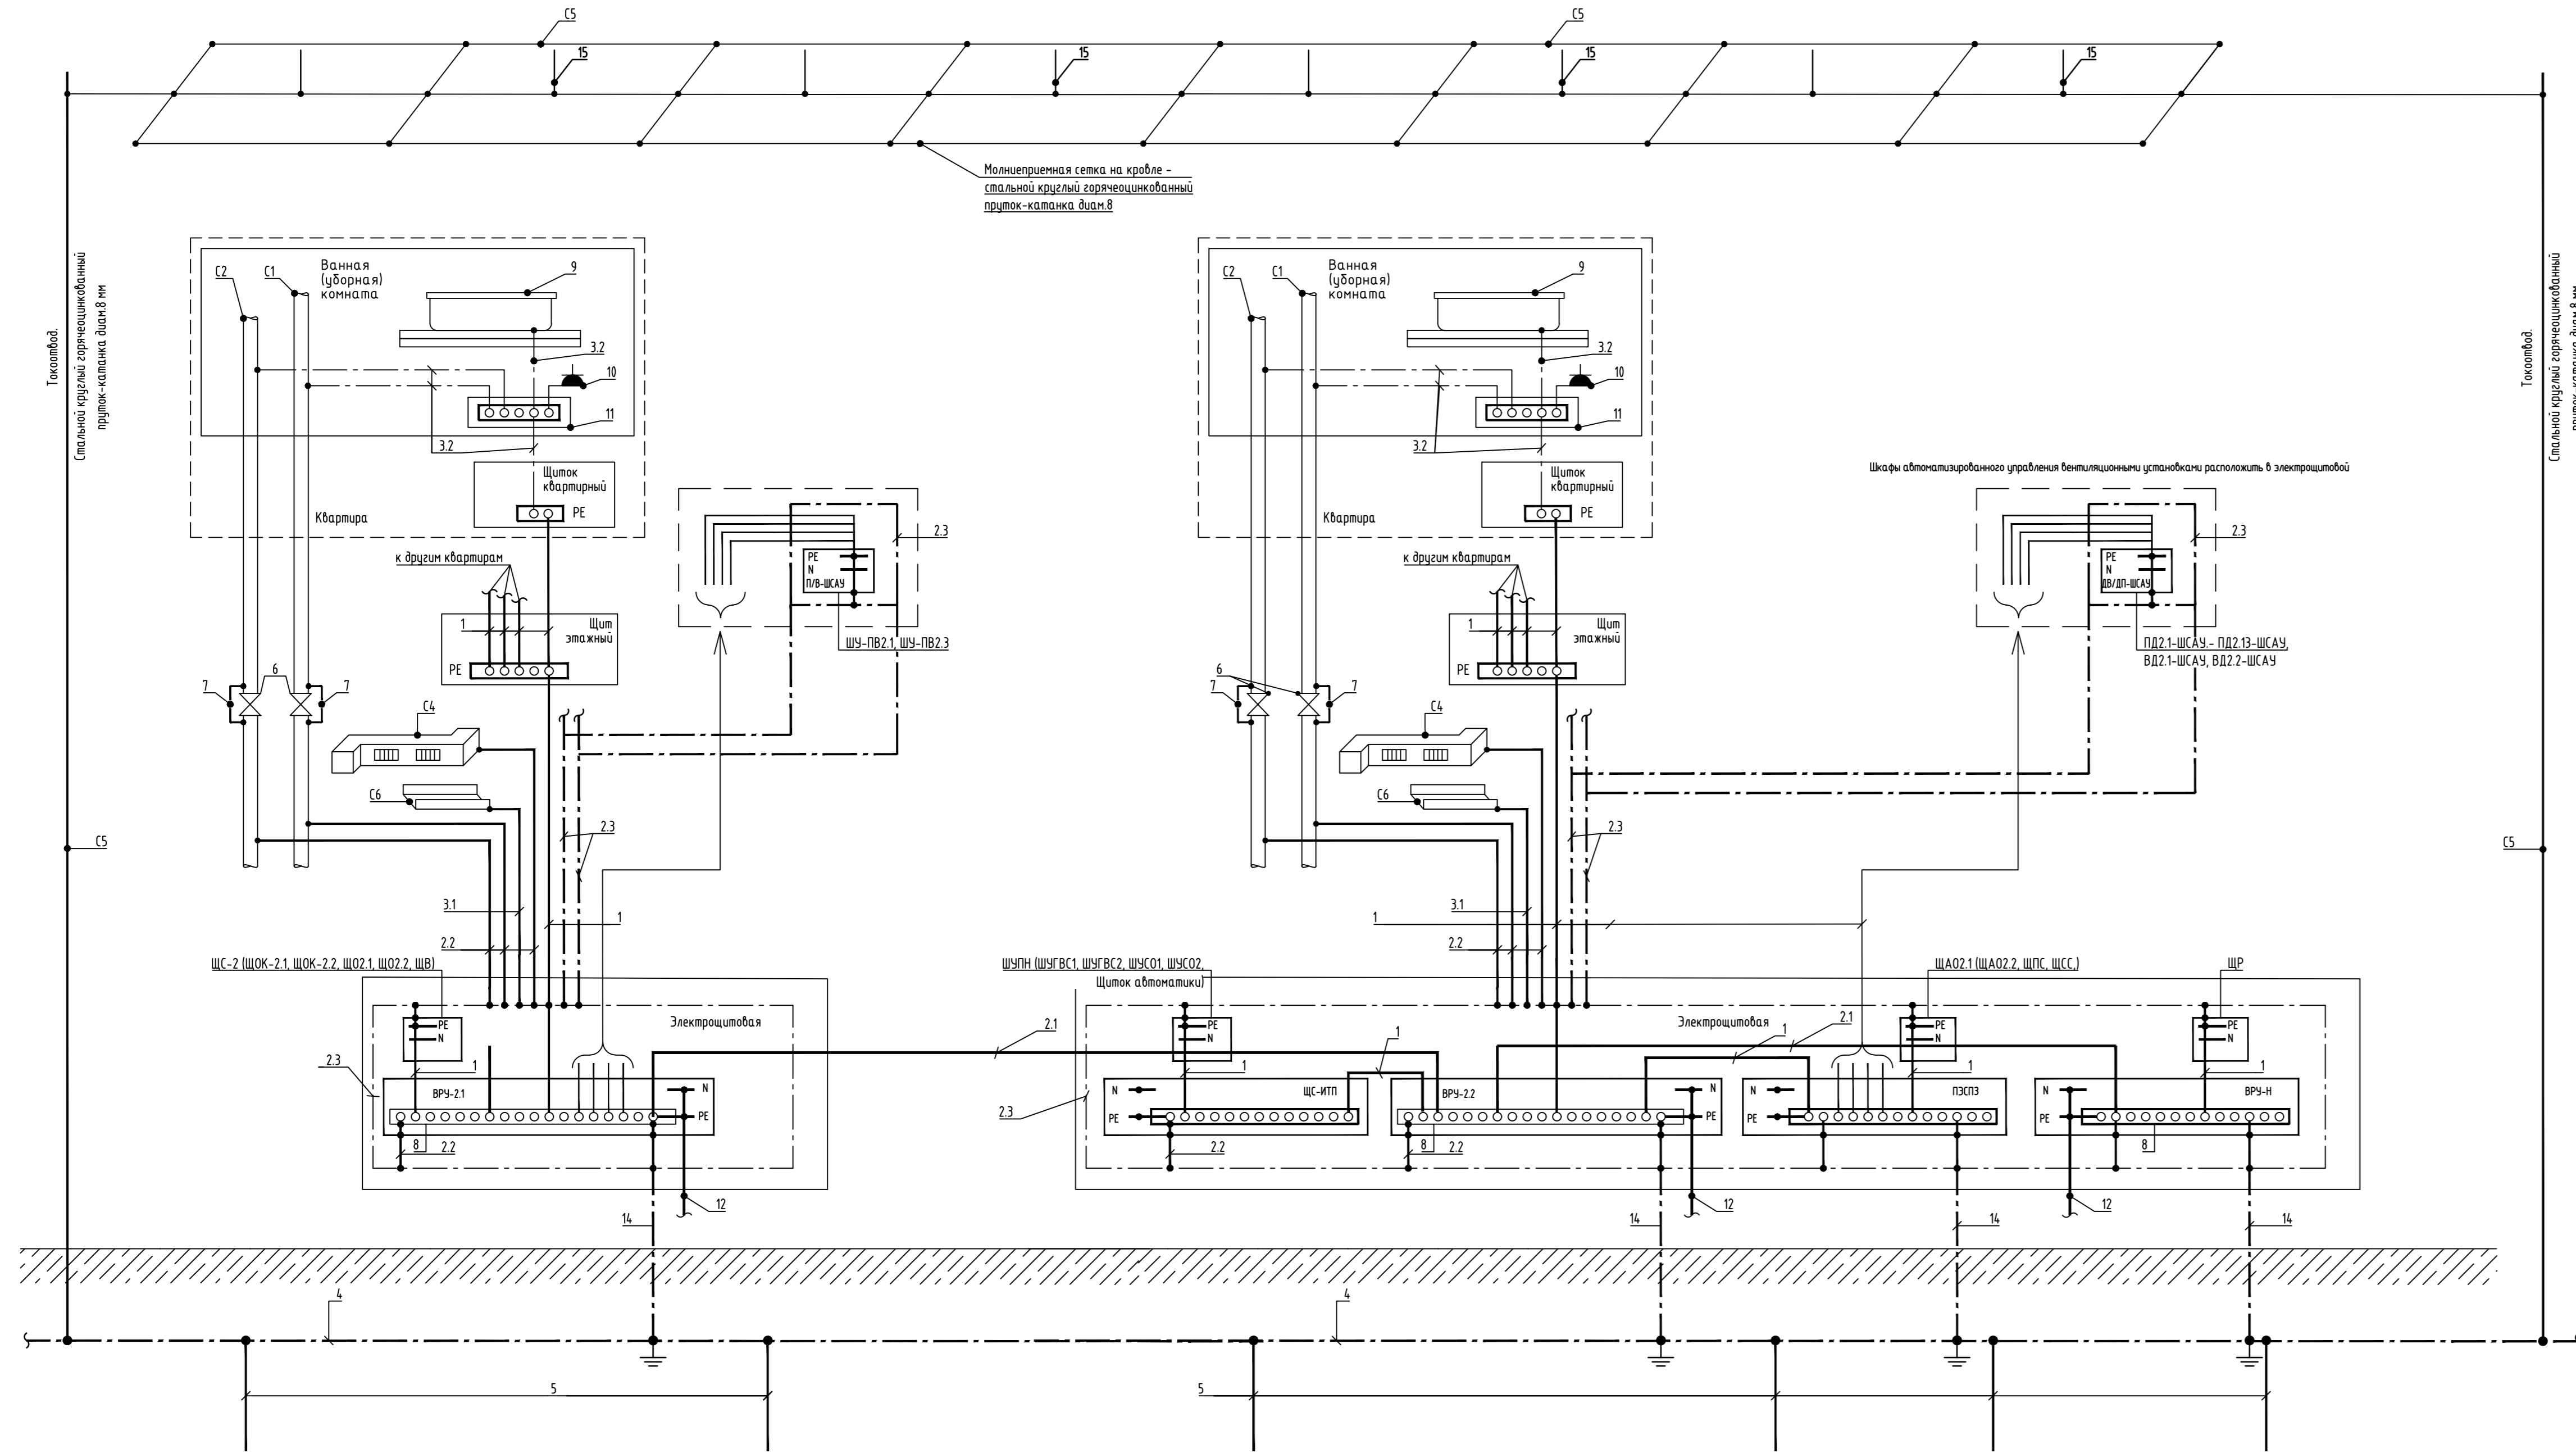 С5
С5
15
15
15
15
Молниеприемная сетка на кровле -
стальной круглый горячеоцинкованный
пруток-катанка диам.8
Токоотвод.
Стальной круглый горячеоцинкованный
пруток-катанка диам.8 мм
С5
С2
С1
Ванная
(уборная)
комната
9
3.2
10
11
3.2
Щиток
квартирный
PE
Квартира
к другим квартирам
1
Щит
этажный
PE
6
7
7
С4
С6
2.3
PE
N
П/В-ШСАУ
2.3
ШУ-ПВ2.1, ШУ-ПВ2.3
3.1
1
2.2
ЩС-2 (ЩОК-2.1, ЩОК-2.2, ЩО2.1, ЩО2.2, ЩВ)
Электрощитовая
PE
N
2.3
1
ВРУ-2.1
N
PE
8
2.2
12
14
2.1
С2
С1
Ванная
(уборная)
комната
9
3.2
10
11
3.2
Щиток
квартирный
PE
Квартира
к другим квартирам
1
Щит
этажный
PE
6
7
7
С4
С6
2.3
Шкафы автоматизированного управления вентиляционными установками расположить в электрощитовой
PE
N
ДВ/ДП-ШСАУ
2.3
ПД2.1-ШСАУ.- ПД2.13-ШСАУ,
ВД2.1-ШСАУ, ВД2.2-ШСАУ
3.1
1
2.2
ШУПН (ШУГВС1, ШУГВС2, ШУСО1, ШУСО2,
Щиток автоматики)
ЩАО2.1 (ЩАО2.2, ЩПС, ЩСС,)
ЩР
Электрощитовая
2.1
1
1
PE
N
1
PE
N
1
PE
N
1
2.3
N
PE
ЩС-ИТП
2.2
ВРУ-2.2
N
PE
8
2.2
N
PE
ПЭСПЗ
N
PE
ВРУ-Н
8
12
12
14
14
14
Токоотвод.
Стальной круглый горячеоцинкованный
пруток-катанка диам.8 мм
С5
4
4
5
5